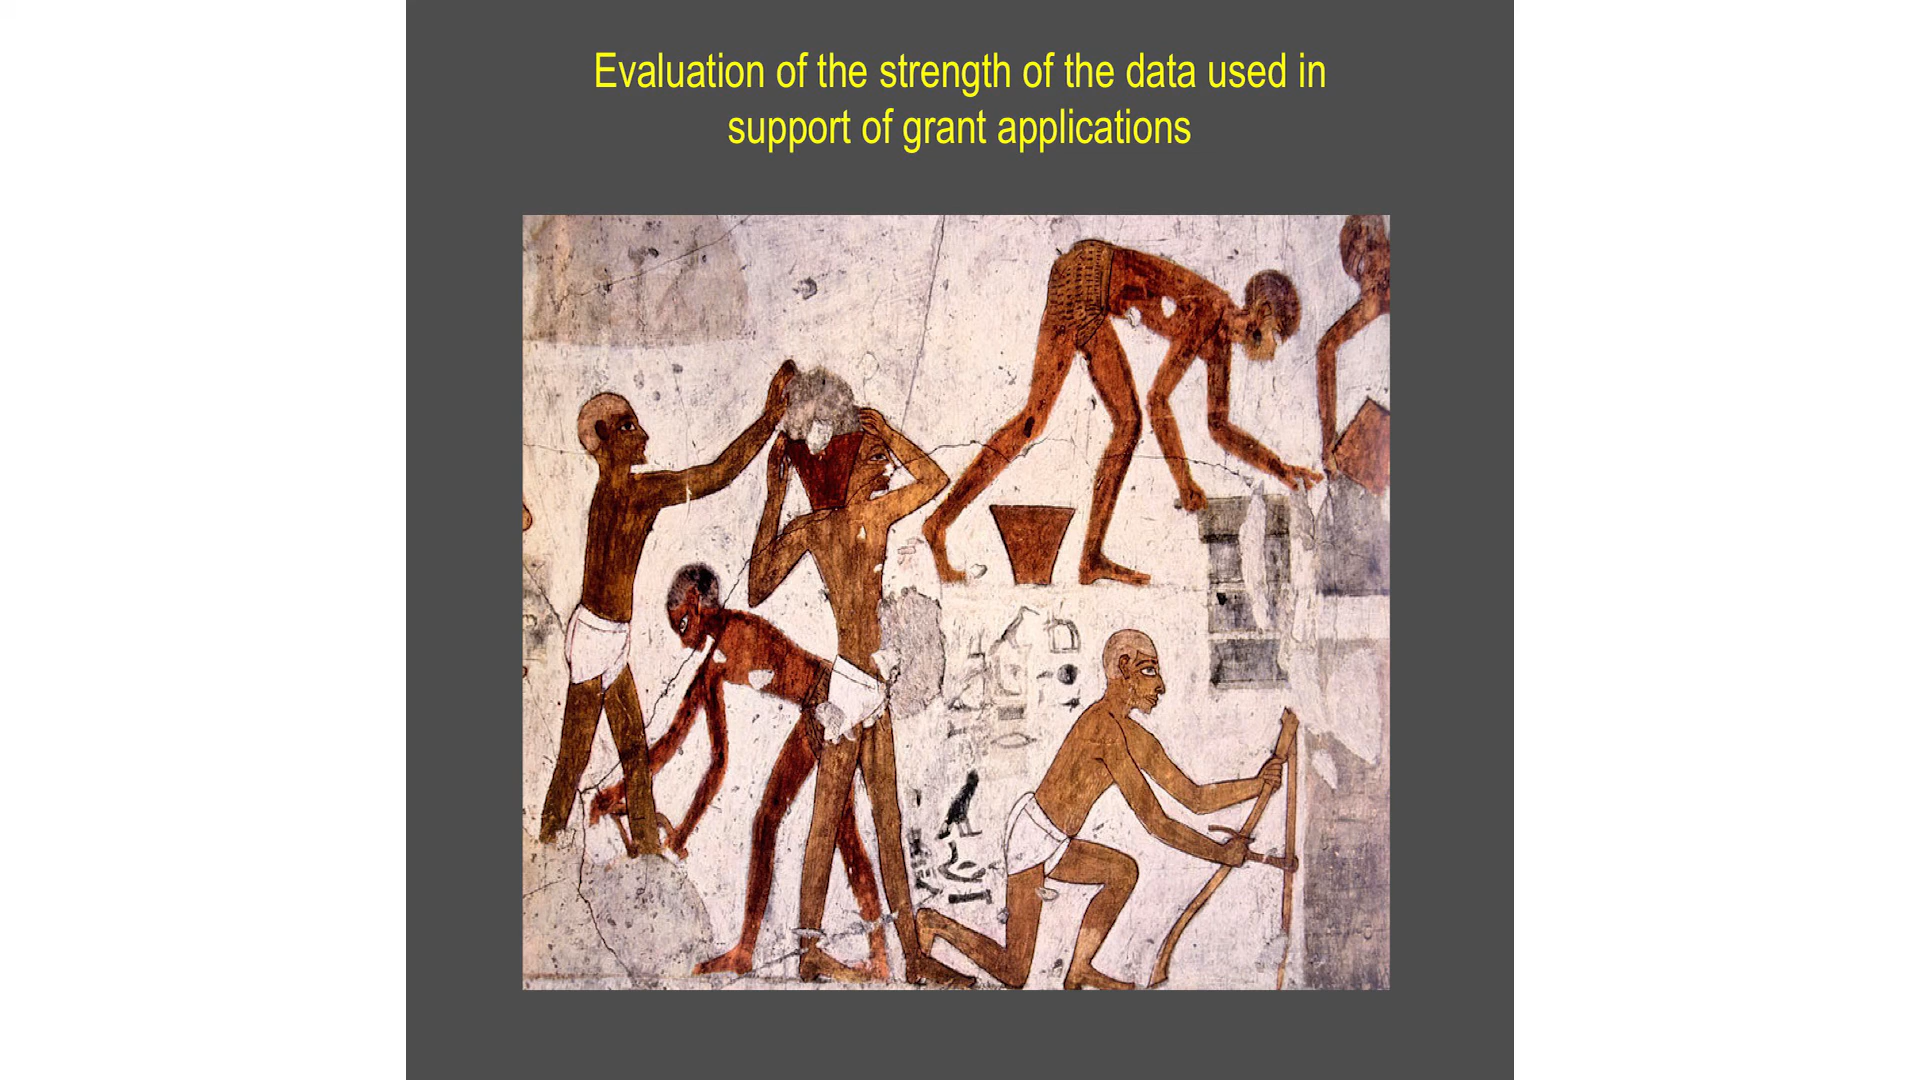 Evaluation of the strength of the data used in
support of grant applications